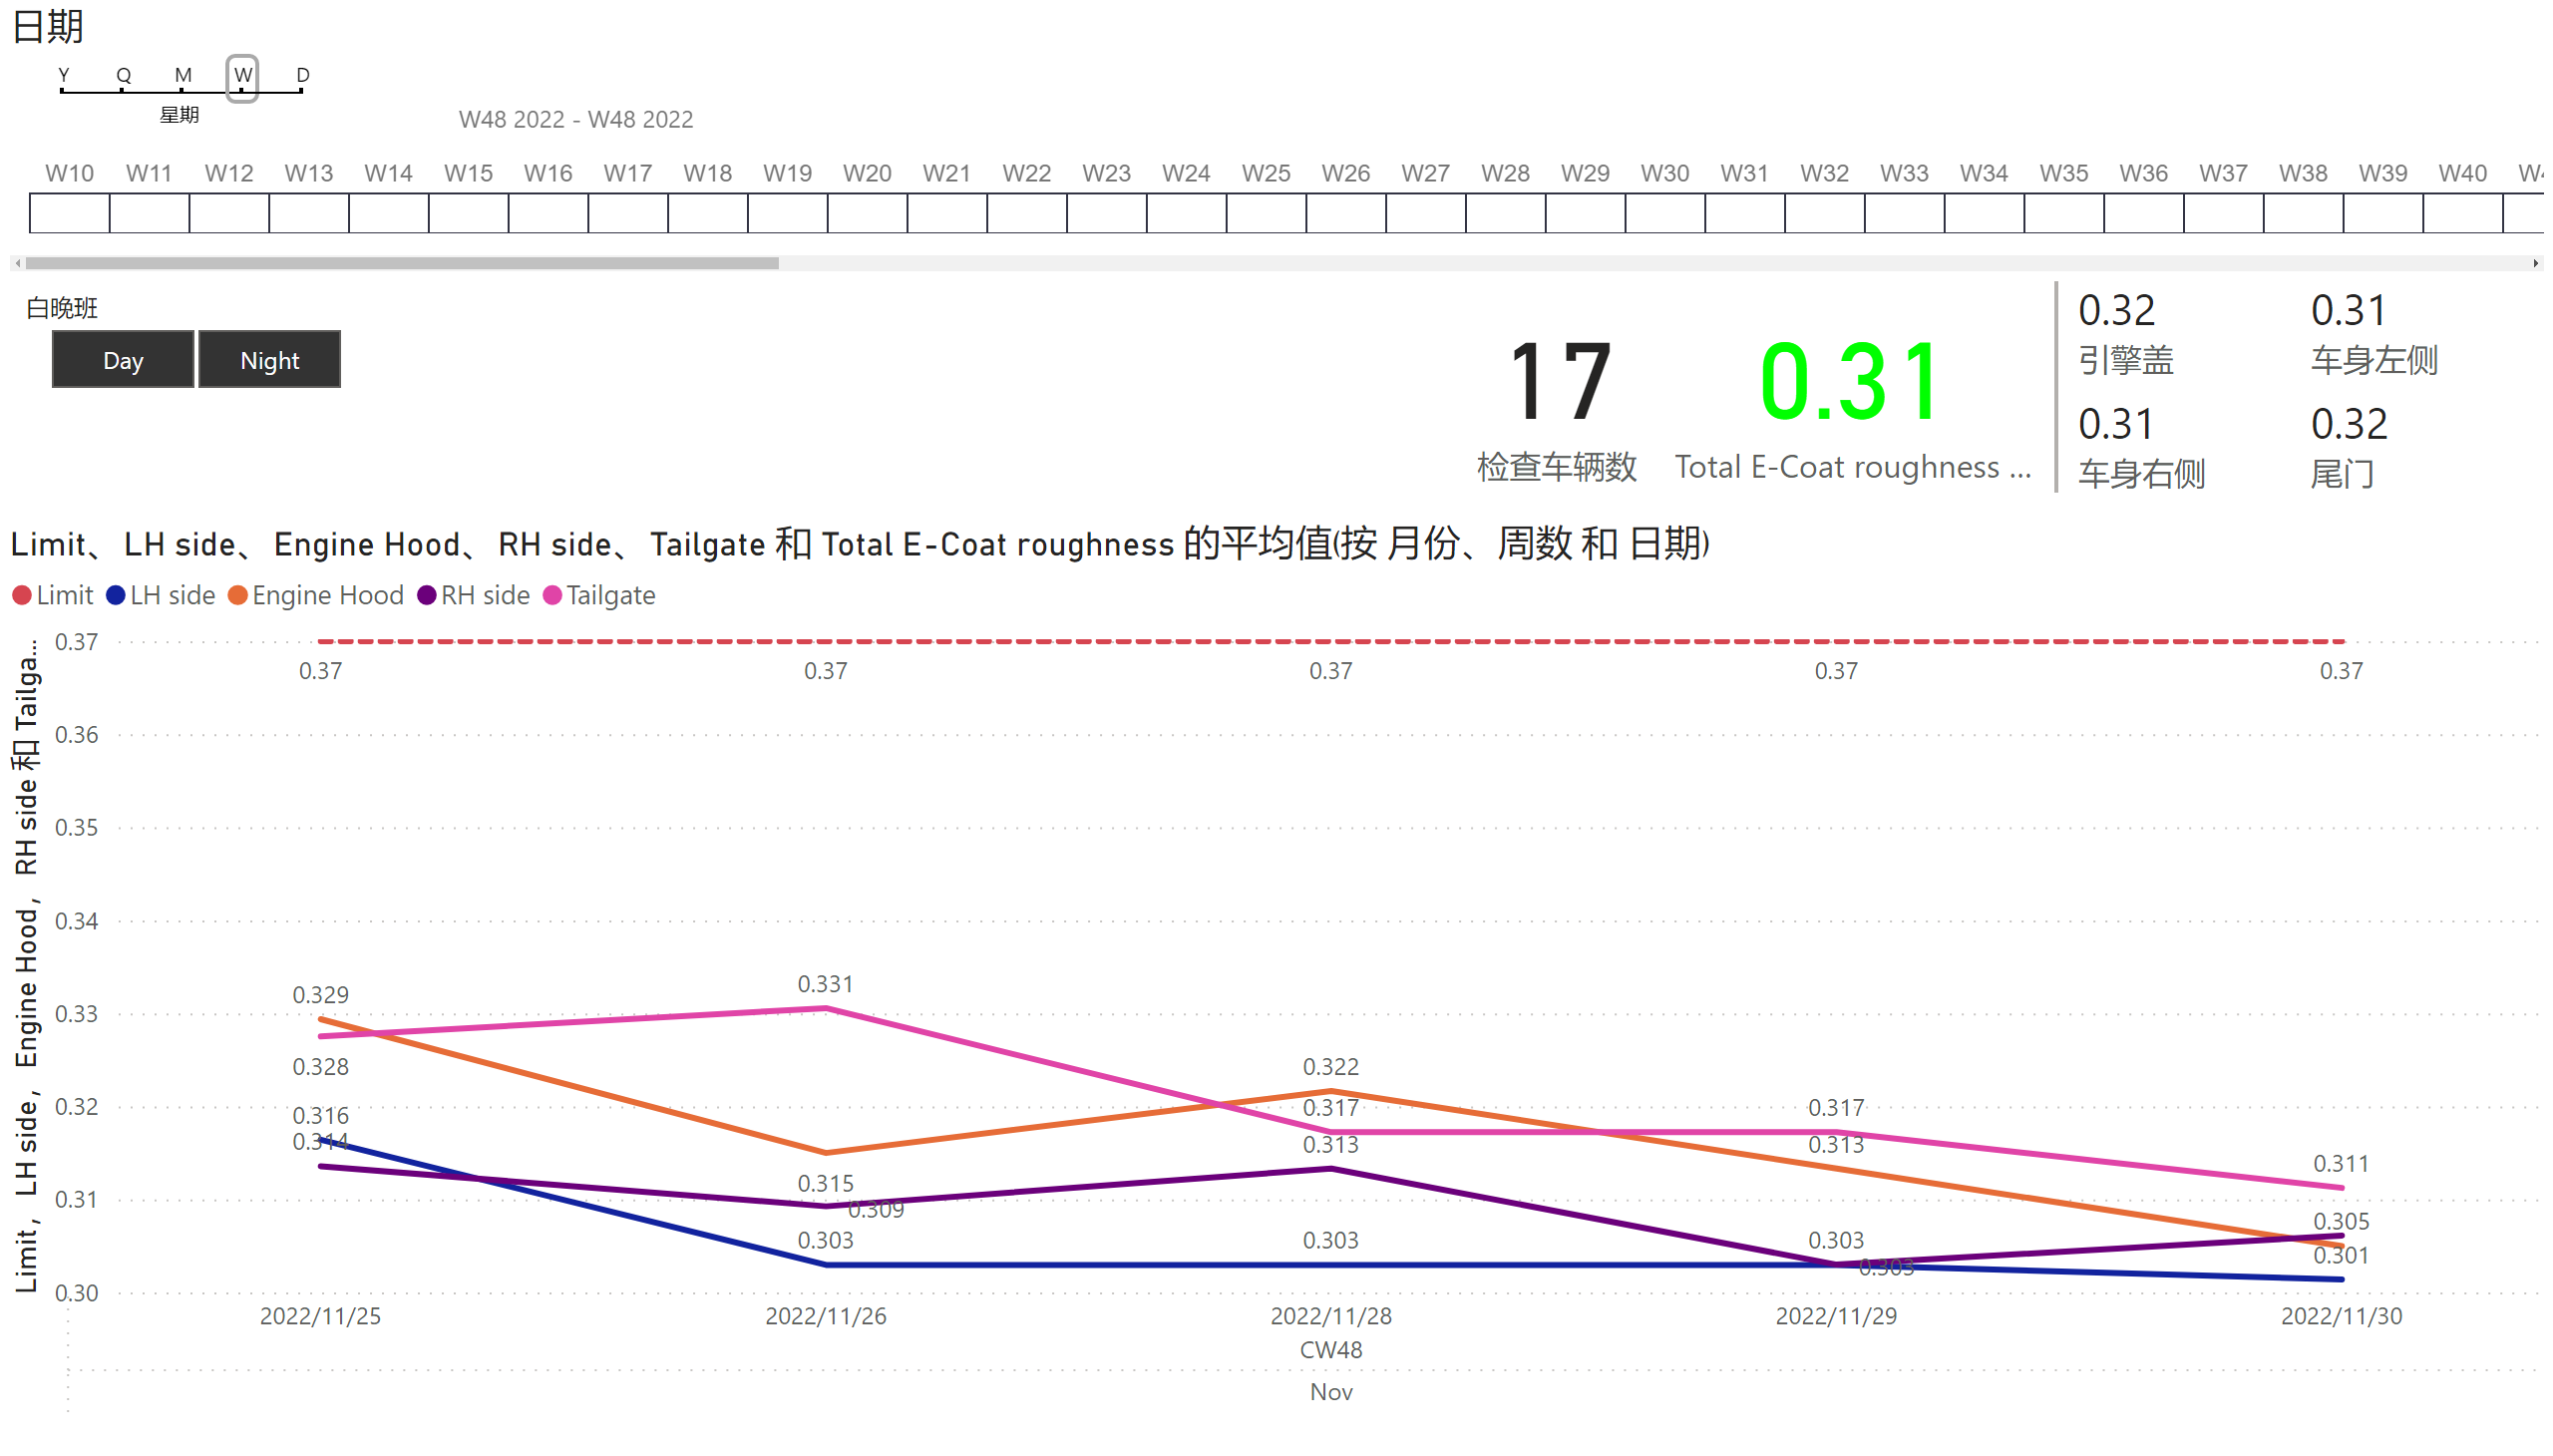 日期
Y Q M W D
星期
W48 2022 - W48 2022
W10 W11 W12 W13 W14 W15 W16 W17 W18 W19 W20 W21 W22 W23 W24 W25 W26 W27 W28 W29 W30 W31 W32 W33 W34 W35 W36 W37 W38 W39 W40
白晚班
Day Night
17
检查车辆数
0.31
Total E-Coat roughness ...
0.32
引擎盖
0.31
车身左侧
0.31
车身右侧
0.32
尾门
Limit、 LH side、 Engine Hood、 RH side、 Tailgate 和 Total E-Coat roughness 的平均值(按 月份、周数 和 日期)
Limit LH side Engine Hood RH side Tailgate
Limit, LH side, Engine Hood, RH side 和 Tailga...
0.37
0.36
0.35
0.34
0.33
0.32
0.31
0.30
0.37 0.37 0.37 0.37 0.37
0.331
0.329
0.328
0.322
0.316
0.317 0.317
0.314
0.313 0.313
0.311
0.315
0.309
0.305
0.303 0.303 0.303
0.301
0.303
2022/11/25 2022/11/26 2022/11/28 2022/11/29 2022/11/30
CW48
Nov